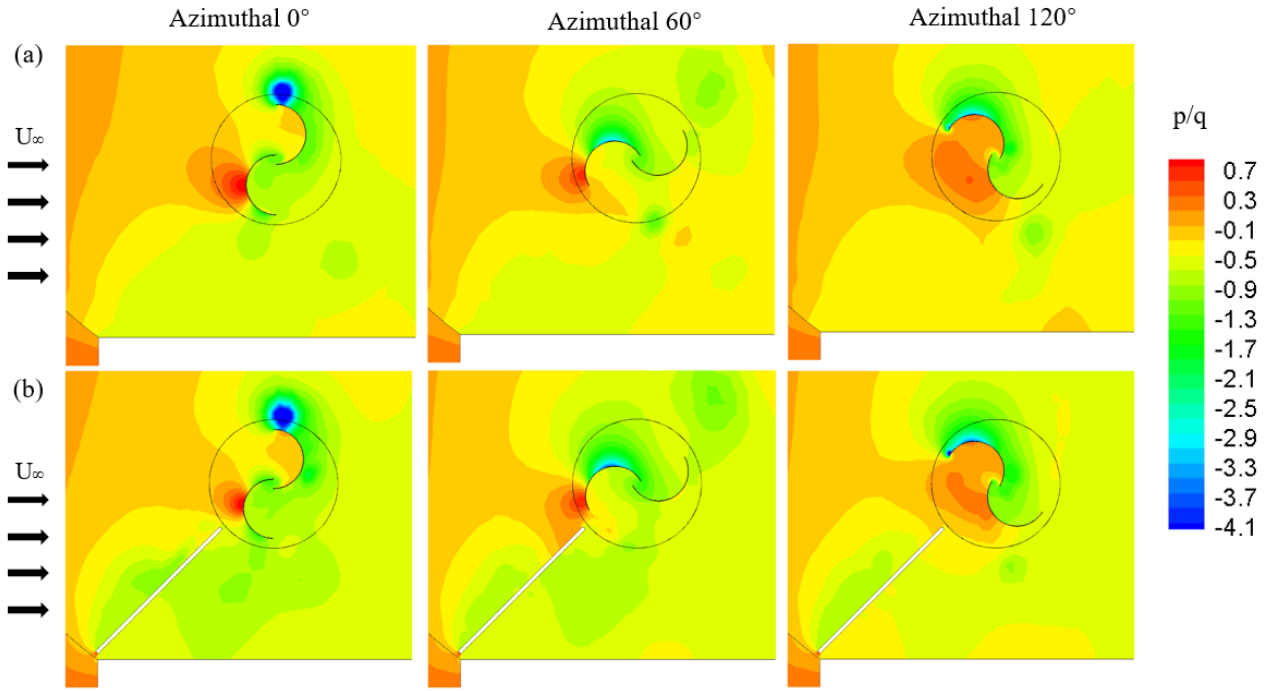 Azimuthal 0° Azimuthal 60° Azimuthal 120°
(a)
U∞
p/q
0.7
0.3
-0.1
-0.5
-0.9
-1.3
-1.7
-2.1
-2.5
-2.9
-3.3
-3.7
-4.1
(b)
U∞